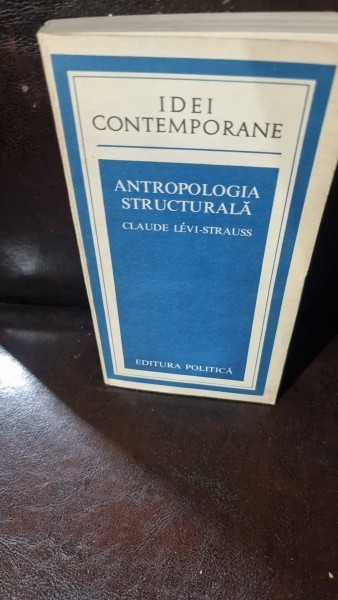 IDEI
CONTEMPORANE
ANTROPOLOGIA
STRUCTURALĂ
CLAUDE LÉVI-STRAUSS
EDITURA POLITICĂ